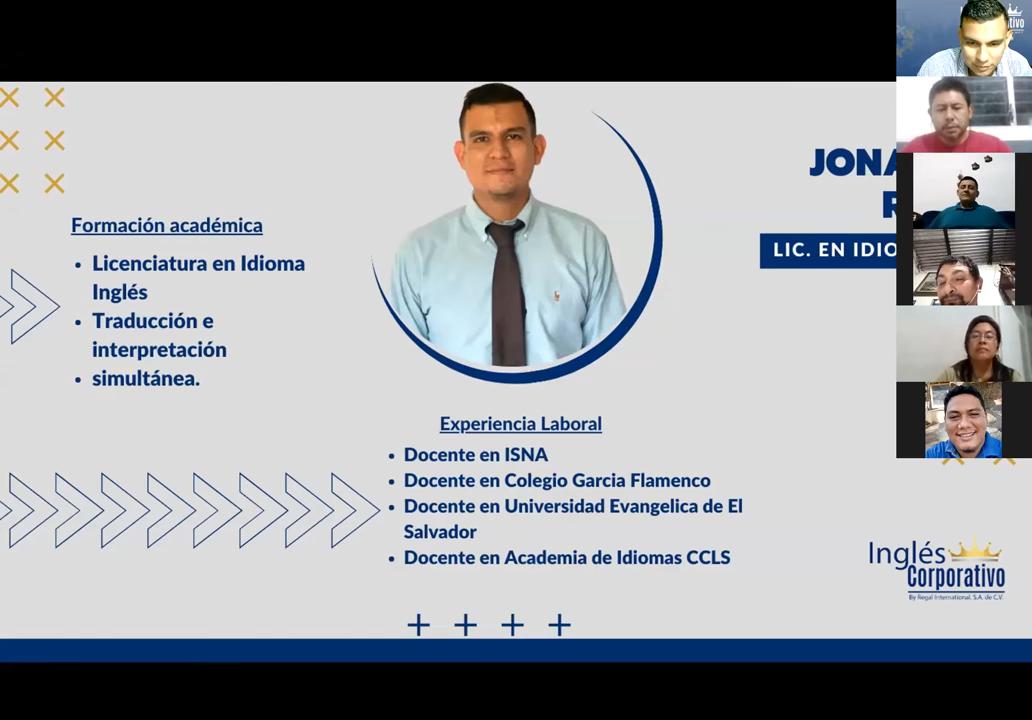 JONA
R
LIC. EN IDIO
Formación académica
• Licenciatura en Idioma
Inglés
• Traducción e
interpretación
• simultánea.
Experiencia Laboral
• Docente en ISNA
• Docente en Colegio Garcia Flamenco
• Docente en Universidad Evangelica de El
Salvador
• Docente en Academia de Idiomas CCLS
Inglés
Corporativo
By Regal International. S.A. de C.V.